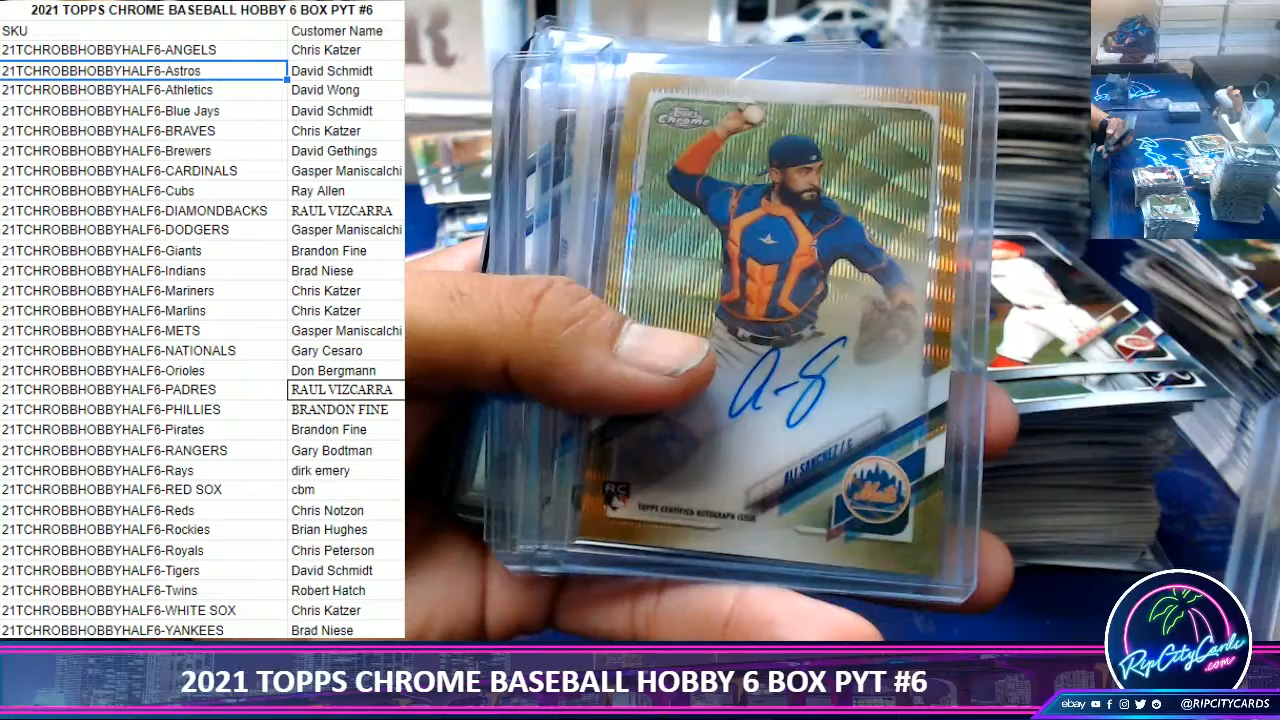 2021 TOPPS CHROME BASEBALL HOBBY 6 BOX PYT #6
SKU Customer Name
21TCHROBBHOBBYHALF6-ANGELS Chris Katzer
21TCHROBBHOBBYHALF6-Astros David Schmidt
21TCHROBBHOBBYHALF6-Athletics David Wong
21TCHROBBHOBBYHALF6-Blue Jays David Schmidt
21TCHROBBHOBBYHALF6-BRAVES Chris Katzer
21TCHROBBHOBBYHALF6-Brewers David Gethings
21TCHROBBHOBBYHALF6-CARDINALS Gasper Maniscalchi
21TCHROBBHOBBYHALF6-Cubs Ray Allen
21TCHROBBHOBBYHALF6-DIAMONDBACKS RAUL VIZCARRA
21TCHROBBHOBBYHALF6-DODGERS Gasper Maniscalchi
21TCHROBBHOBBYHALF6-Giants Brandon Fine
21TCHROBBHOBBYHALF6-Indians Brad Niese
21TCHROBBHOBBYHALF6-Mariners Chris Katzer
21TCHROBBHOBBYHALF6-Marlins Chris Katzer
21TCHROBBHOBBYHALF6-METS Gasper Maniscalchi
21TCHROBBHOBBYHALF6-NATIONALS Gary Cesaro
21TCHROBBHOBBYHALF6-Orioles Don Bergmann
21TCHROBBHOBBYHALF6-PADRES RAUL VIZCARRA
21TCHROBBHOBBYHALF6-PHILLIES BRANDON FINE
21TCHROBBHOBBYHALF6-Pirates Brandon Fine
21TCHROBBHOBBYHALF6-RANGERS Gary Bodtman
21TCHROBBHOBBYHALF6-Rays dirk emery
21TCHROBBHOBBYHALF6-RED SOX cbm
21TCHROBBHOBBYHALF6-Reds Chris Notzon
21TCHROBBHOBBYHALF6-Rockies Brian Hughes
21TCHROBBHOBBYHALF6-Royals Chris Peterson
21TCHROBBHOBBYHALF6-Tigers David Schmidt
21TCHROBBHOBBYHALF6-Twins Robert Hatch
21TCHROBBHOBBYHALF6-WHITE SOX Chris Katzer
21TCHROBBHOBBYHALF6-YANKEES Brad Niese
Topps
Chrome
ALI SANCHEZ / C
Mets
RC
TOPPS CERTIFIED AUTOGRAPH ISSUE
RipCityCards
.com
2021 TOPPS CHROME BASEBALL HOBBY 6 BOX PYT #6
ebay @RIPCITYCARDS